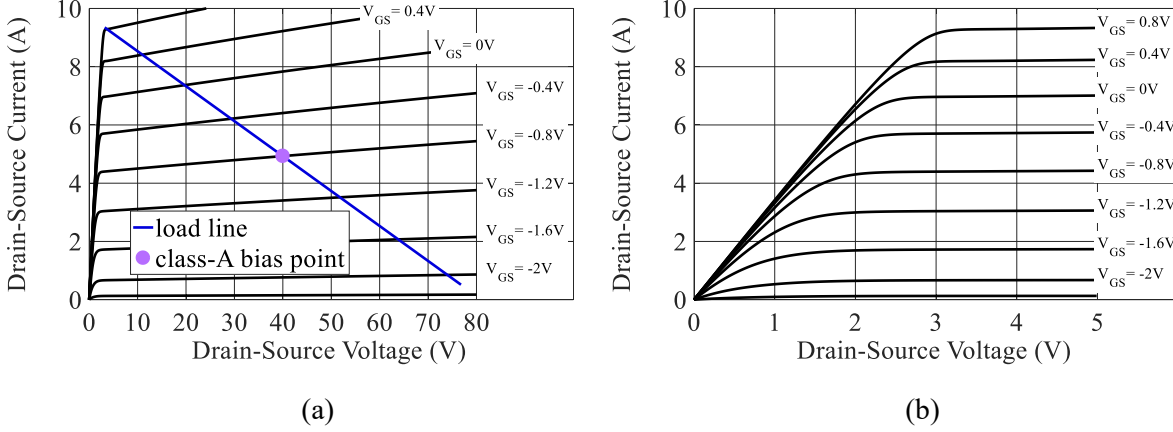 Drain-Source Current (A)
10
8
6
4
2
0
V_GS= 0.4V
V_GS= 0V
V_GS= -0.4V
V_GS= -0.8V
V_GS= -1.2V
V_GS= -1.6V
V_GS= -2V
load line
class-A bias point
0 10 20 30 40 50 60 70 80
Drain-Source Voltage (V)
(a)
Drain-Source Current (A)
10
8
6
4
2
0
V_GS= 0.8V
V_GS= 0.4V
V_GS= 0V
V_GS= -0.4V
V_GS= -0.8V
V_GS= -1.2V
V_GS= -1.6V
V_GS= -2V
0 1 2 3 4 5
Drain-Source Voltage (V)
(b)